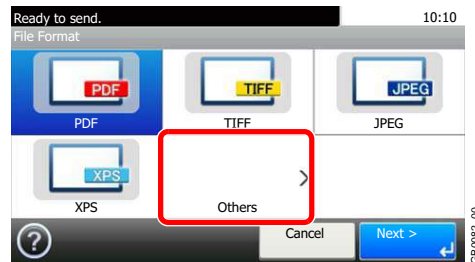 Ready to send. 10:10
File Format
PDF TIFF JPEG
PDF TIFF JPEG
XPS
XPS Others
? Cancel Next >